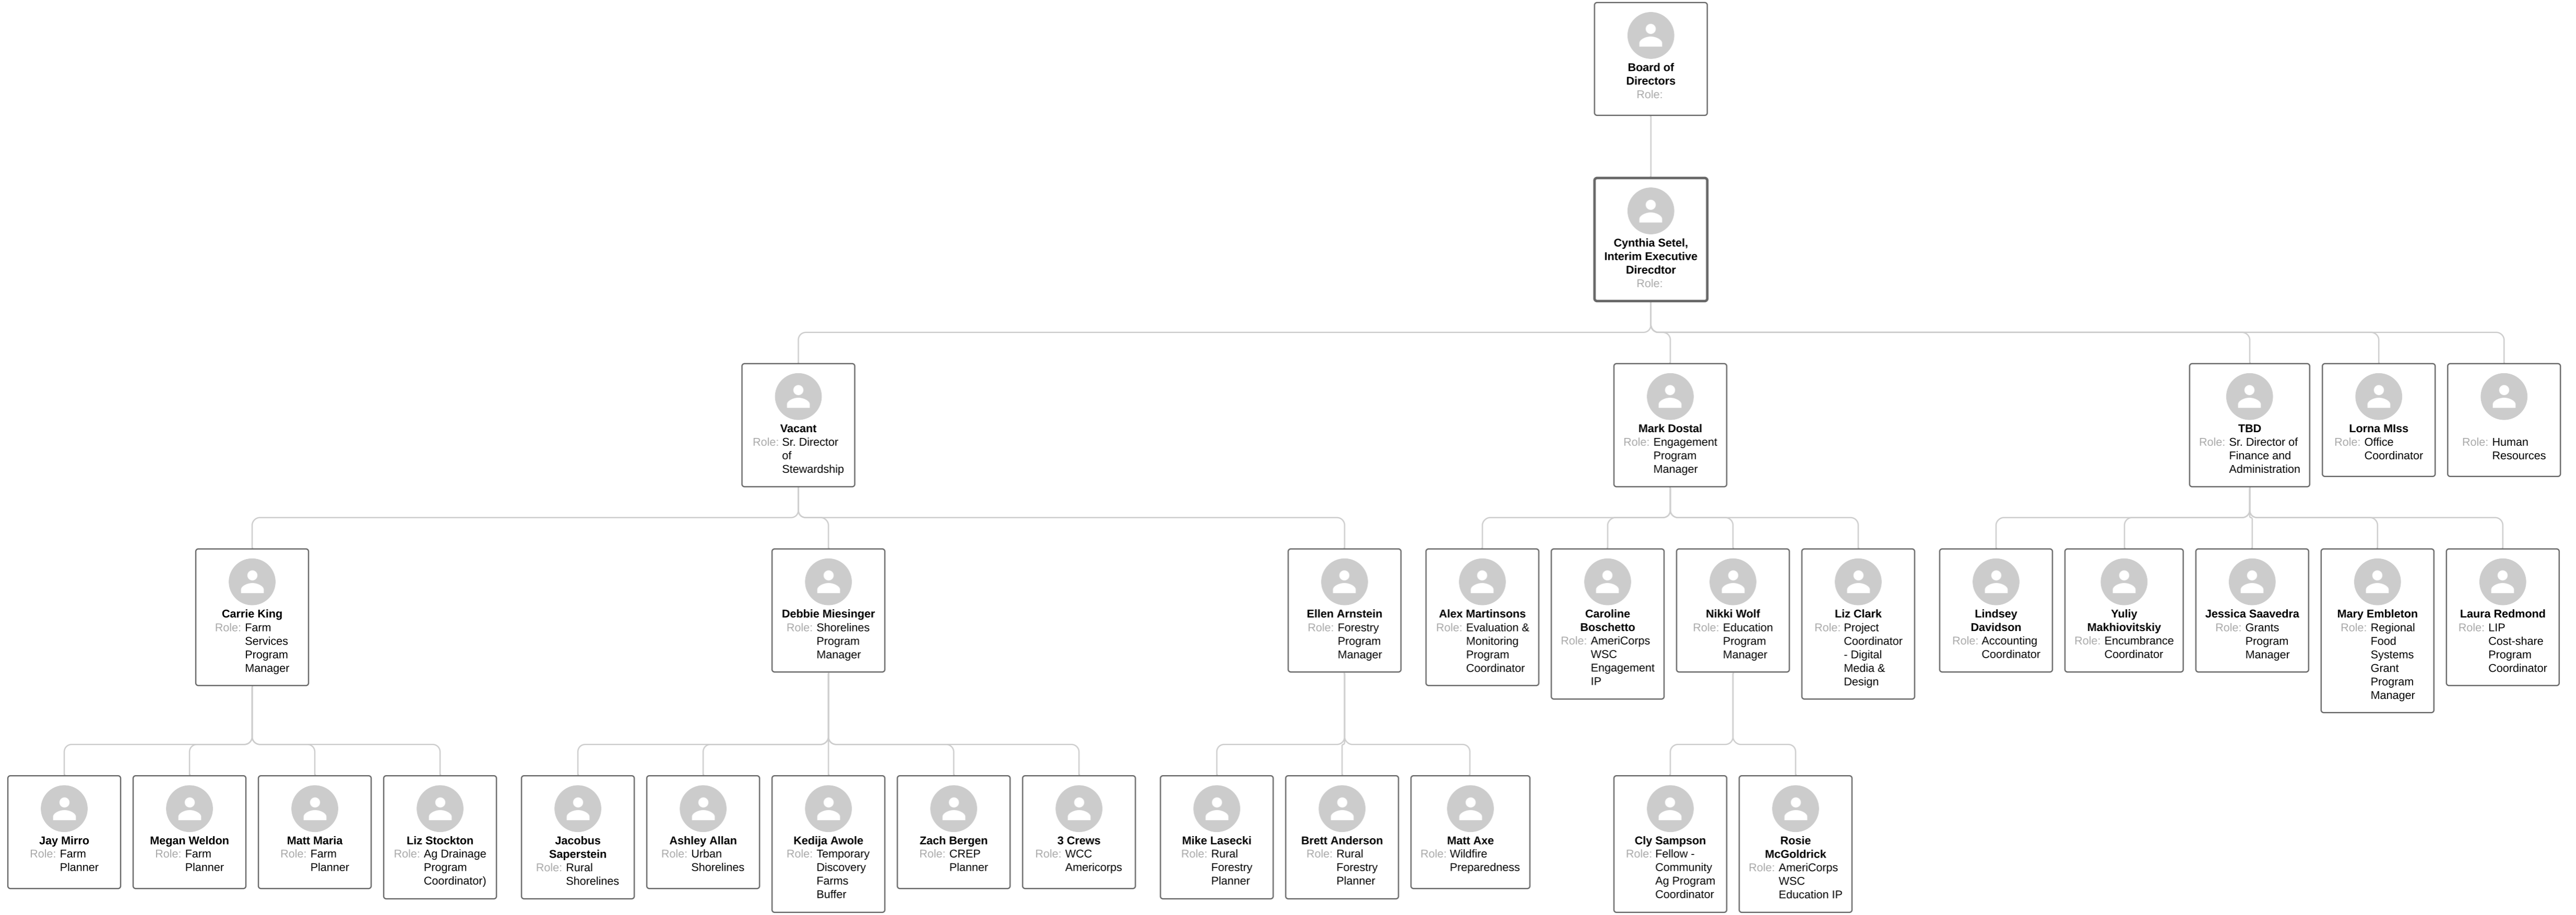 Board of
Directors
Role:
Cynthia Setel,
Interim Executive
Direcdtor
Role:
Vacant
Role: Sr. Director
of
Stewardship
Mark Dostal
Role: Engagement
Program
Manager
TBD
Role: Sr. Director of
Finance and
Administration
Lorna MIss
Role: Office
Coordinator
Role: Human
Resources
Carrie King
Role: Farm
Services
Program
Manager
Debbie Miesinger
Role: Shorelines
Program
Manager
Ellen Arnstein
Role: Forestry
Program
Manager
Alex Martinsons
Role: Evaluation &
Monitoring
Program
Coordinator
Caroline
Boschetto
Role: AmeriCorps
WSC
Engagement
IP
Nikki Wolf
Role: Education
Program
Manager
Liz Clark
Role: Project
Coordinator
- Digital
Media &
Design
Lindsey
Davidson
Role: Accounting
Coordinator
Yuliy
Makhiovitskiy
Role: Encumbrance
Coordinator
Jessica Saavedra
Role: Grants
Program
Manager
Mary Embleton
Role: Regional
Food
Systems
Grant
Program
Manager
Laura Redmond
Role: LIP
Cost-share
Program
Coordinator
Jay Mirro
Role: Farm
Planner
Megan Weldon
Role: Farm
Planner
Matt Maria
Role: Farm
Planner
Liz Stockton
Role: Ag Drainage
Program
Coordinator)
Jacobus
Saperstein
Role: Rural
Shorelines
Ashley Allan
Role: Urban
Shorelines
Kedija Awole
Role: Temporary
Discovery
Farms
Buffer
Zach Bergen
Role: CREP
Planner
3 Crews
Role: WCC
Americorps
Mike Lasecki
Role: Rural
Forestry
Planner
Brett Anderson
Role: Rural
Forestry
Planner
Matt Axe
Role: Wildfire
Preparedness
Cly Sampson
Role: Fellow -
Community
Ag Program
Coordinator
Rosie
McGoldrick
Role: AmeriCorps
WSC
Education IP